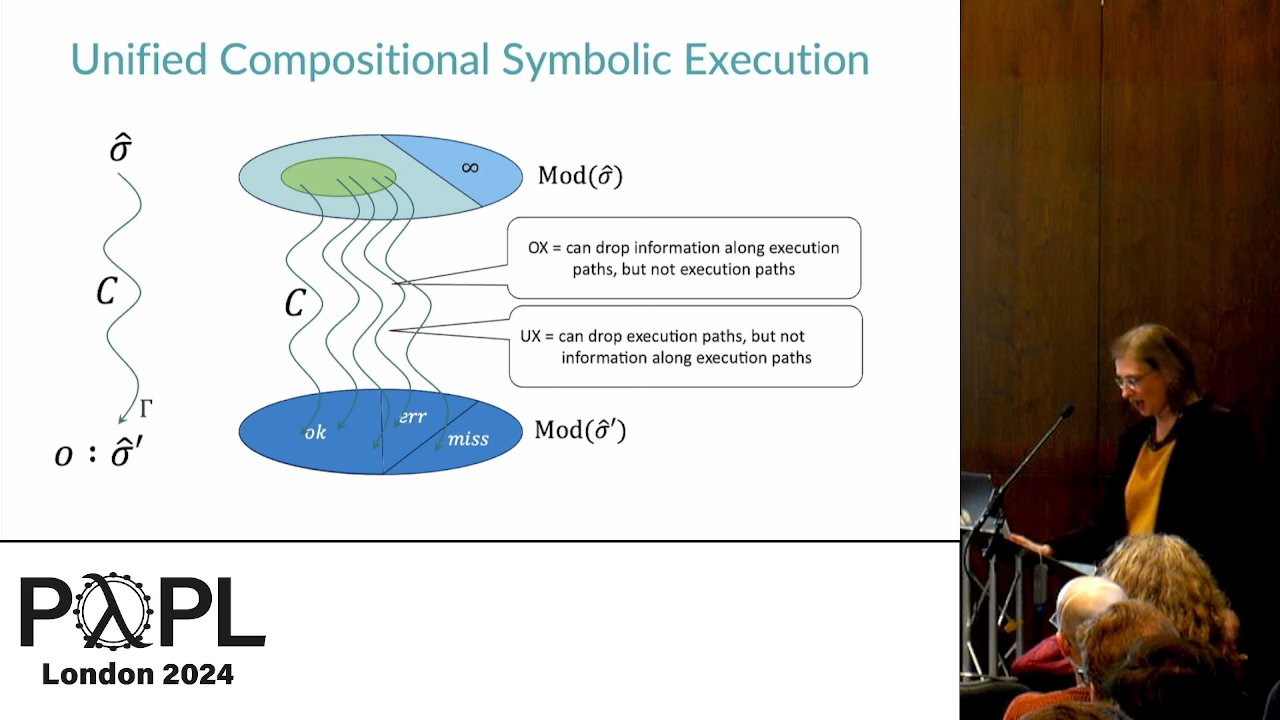 Unified Compositional Symbolic Execution
σ̂
∞
Mod(σ̂)
OX = can drop information along execution
paths, but not execution paths
C
C
UX = can drop execution paths, but not
information along execution paths
Γ
o : σ̂′
ok
err
miss
Mod(σ̂′)
PλPL
London 2024